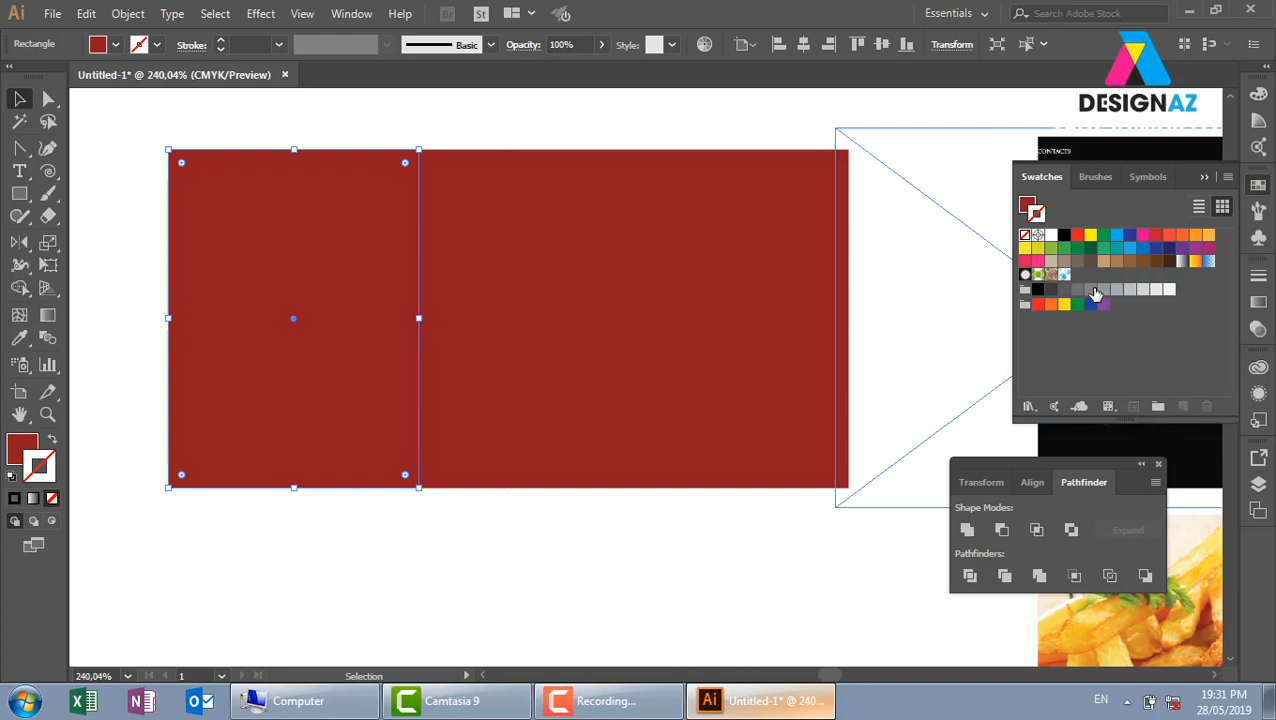 Ai File Edit Object Type Select Effect View Window Help Br St Essentials Search Adobe Stock
Rectangle Stroke: Basic Opacity: 100% Style: Transform
Untitled-1* @ 240,04% (CMYK/Preview)
DESIGNAZ
CONTACTS
Swatches Brushes Symbols
Transform Align Pathfinder
Shape Modes:
Expand
Pathfinders:
240,04% 1 Selection
Computer Camtasia 9 Recording... Ai Untitled-1* @ 240... EN 19:31 PM
28/05/2019